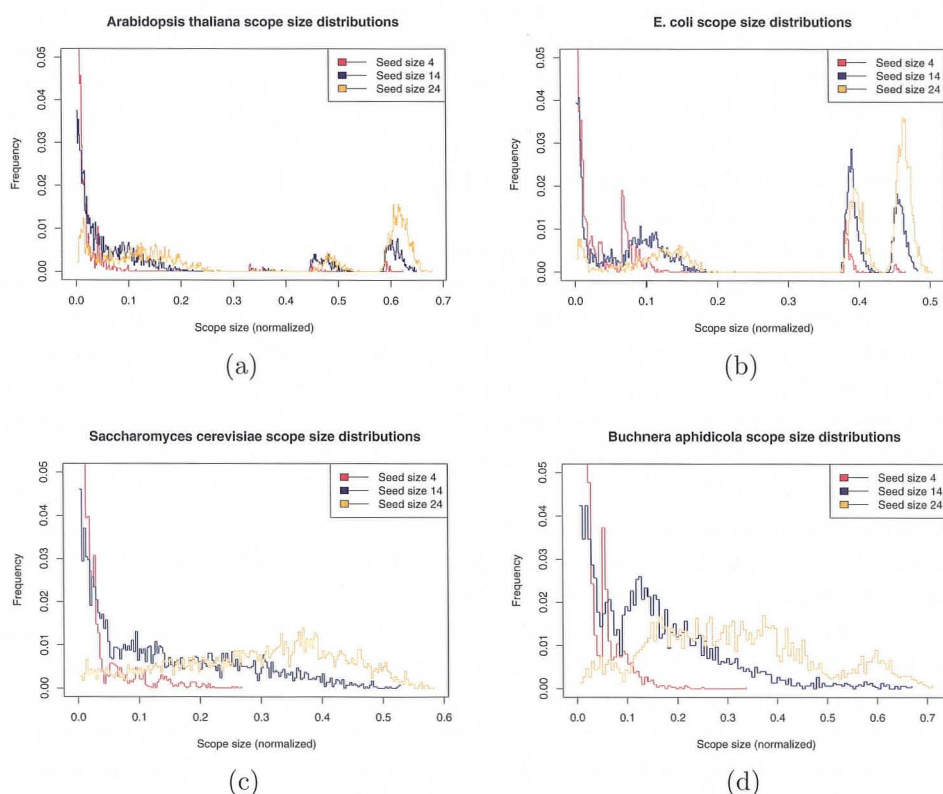 Arabidopsis thaliana scope size distributions
Seed size 4
Seed size 14
Seed size 24
Frequency
0.05
0.04
0.03
0.02
0.01
0.00
0.0 0.1 0.2 0.3 0.4 0.5 0.6 0.7
Scope size (normalized)
(a)
E. coli scope size distributions
Seed size 4
Seed size 14
Seed size 24
Frequency
0.05
0.04
0.03
0.02
0.01
0.00
0.0 0.1 0.2 0.3 0.4 0.5
Scope size (normalized)
(b)
Saccharomyces cerevisiae scope size distributions
Seed size 4
Seed size 14
Seed size 24
Frequency
0.05
0.04
0.03
0.02
0.01
0.00
0.0 0.1 0.2 0.3 0.4 0.5 0.6
Scope size (normalized)
(c)
Buchnera aphidicola scope size distributions
Seed size 4
Seed size 14
Seed size 24
Frequency
0.05
0.04
0.03
0.02
0.01
0.00
0.0 0.1 0.2 0.3 0.4 0.5 0.6 0.7
Scope size (normalized)
(d)